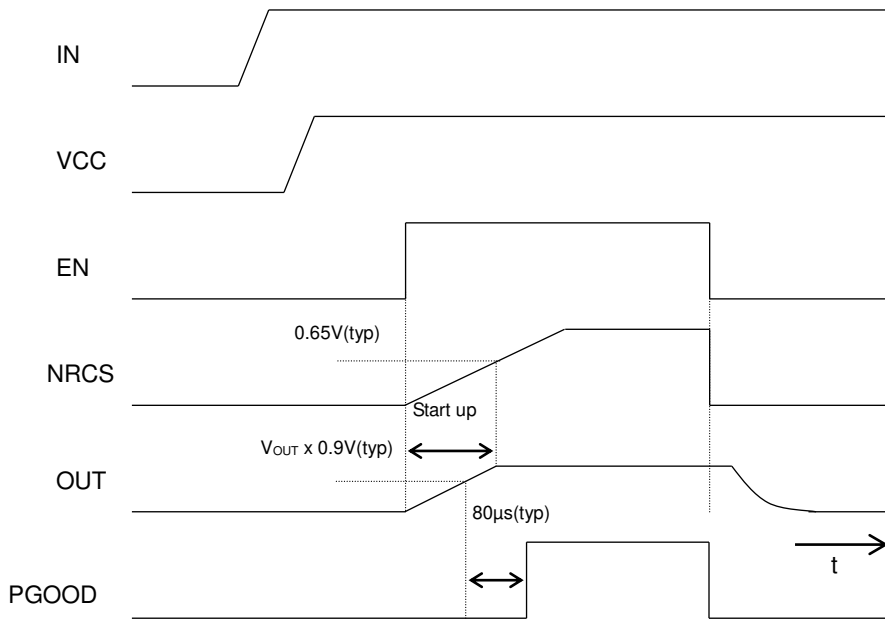 IN
VCC
EN
0.65V(typ)
NRCS
Start up
VOUT x 0.9V(typ)
OUT
80µs(typ)
t
PGOOD